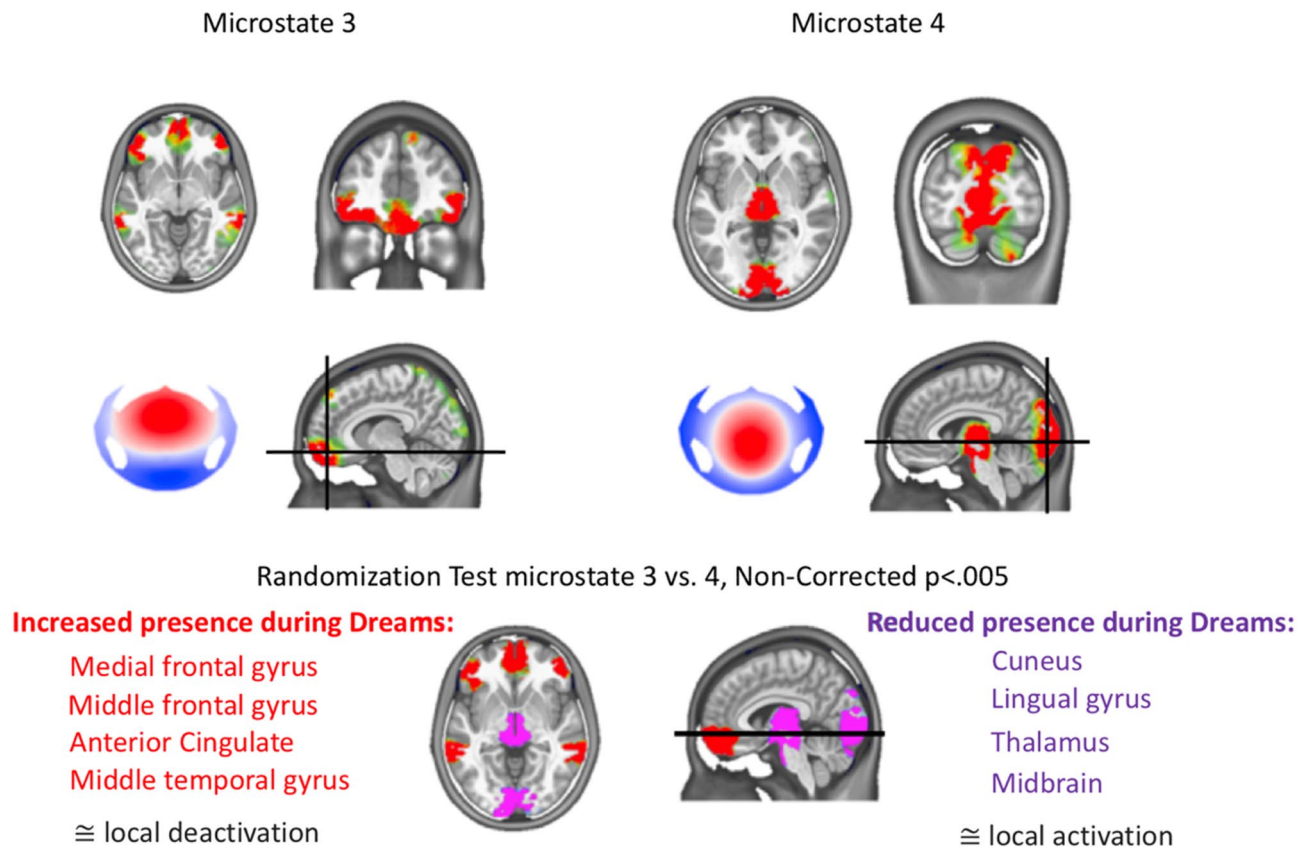 Microstate 3
Microstate 4
Randomization Test microstate 3 vs. 4, Non-Corrected p<.005
Increased presence during Dreams:
Medial frontal gyrus
Middle frontal gyrus
Anterior Cingulate
Middle temporal gyrus
≅ local deactivation
Reduced presence during Dreams:
Cuneus
Lingual gyrus
Thalamus
Midbrain
≅ local activation